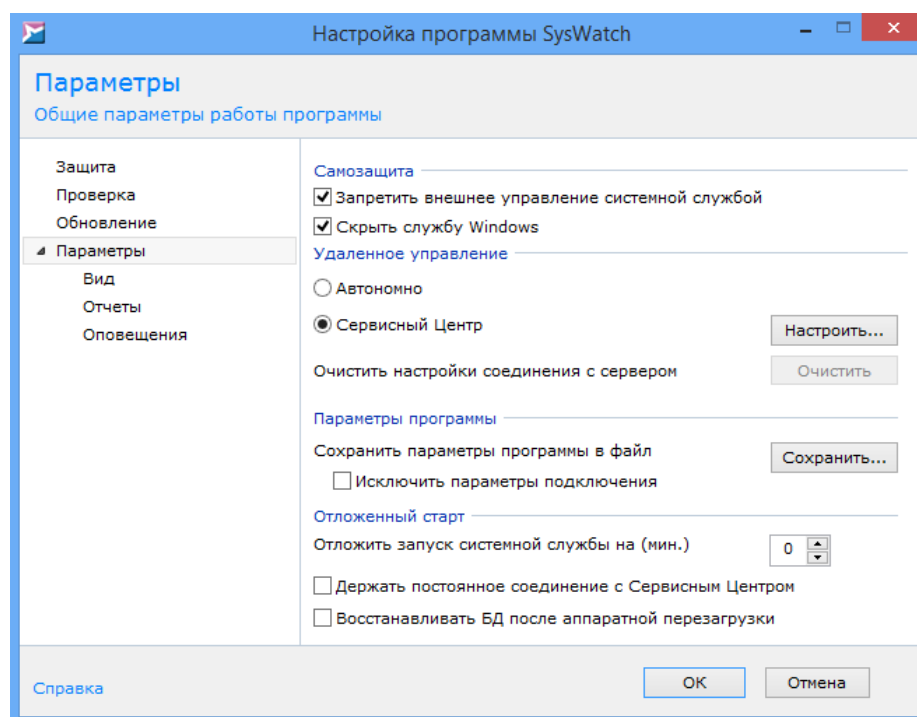 Настройка программы SysWatch
Параметры
Общие параметры работы программы
Защита
Проверка
Обновление
Параметры
Вид
Отчеты
Оповещения
Самозащита
Запретить внешнее управление системной службой
Скрыть службу Windows
Удаленное управление
Автономно
Сервисный Центр
Настроить...
Очистить настройки соединения с сервером
Очистить
Параметры программы
Сохранить параметры программы в файл
Сохранить...
Исключить параметры подключения
Отложенный старт
Отложить запуск системной службы на (мин.)
0
Держать постоянное соединение с Сервисным Центром
Восстанавливать БД после аппаратной перезагрузки
Справка
ОК
Отмена